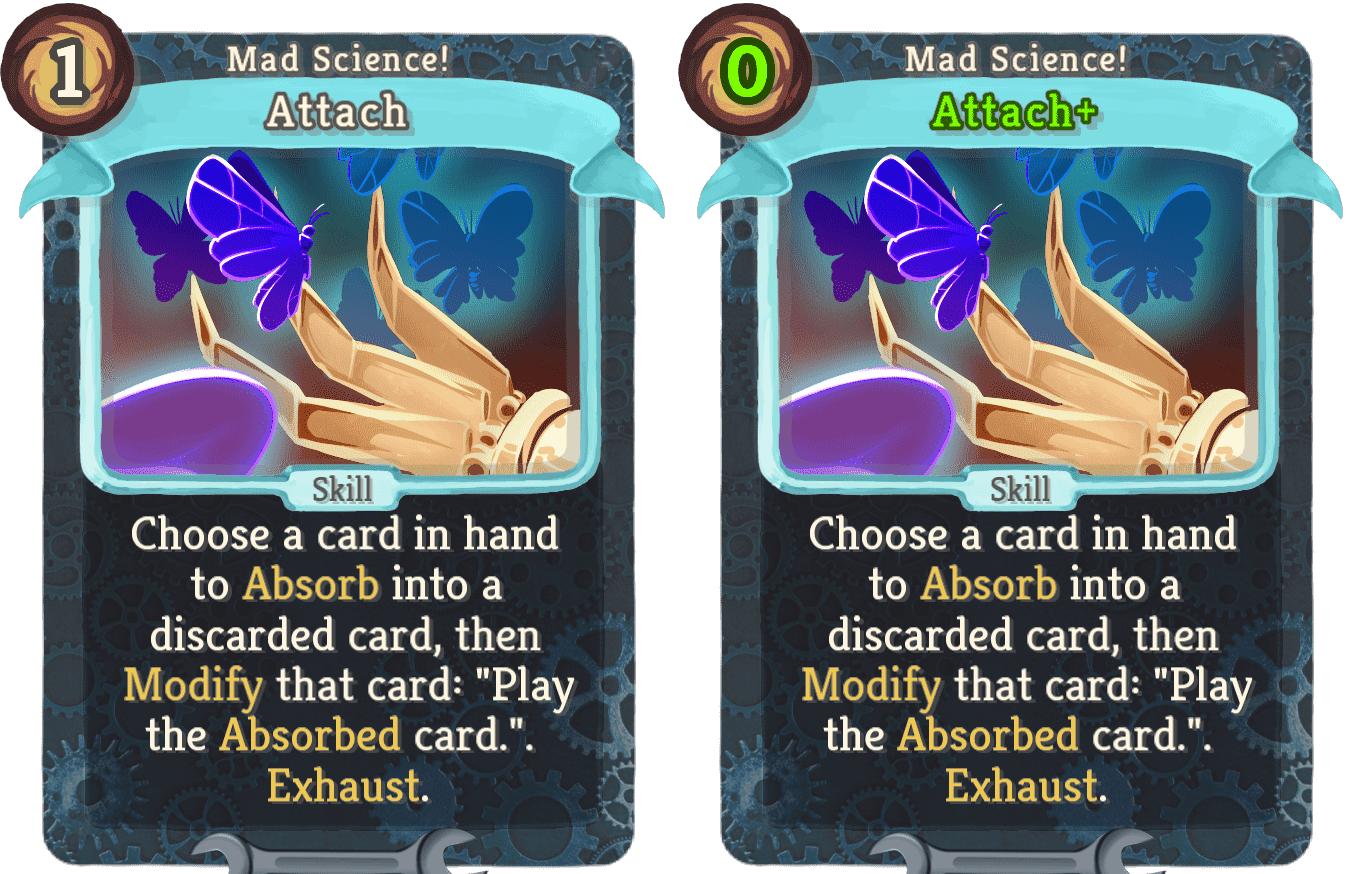 1
Mad Science!
Attach
Skill
Choose a card in hand
to Absorb into a
discarded card, then
Modify that card: "Play
the Absorbed card.".
Exhaust.
0
Mad Science!
Attach+
Skill
Choose a card in hand
to Absorb into a
discarded card, then
Modify that card: "Play
the Absorbed card.".
Exhaust.